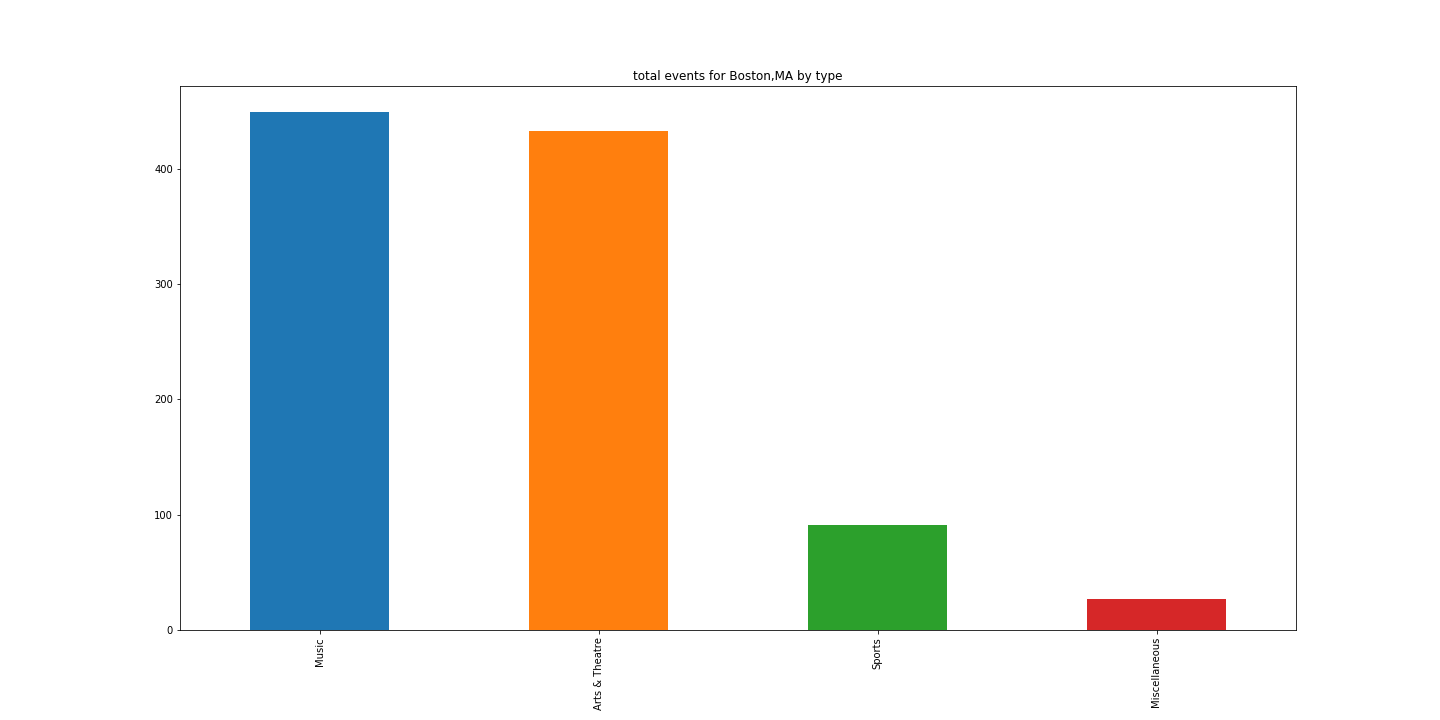 total events for Boston,MA by type
400
300
200
100
0
Music
Arts & Theatre
Sports
Miscellaneous